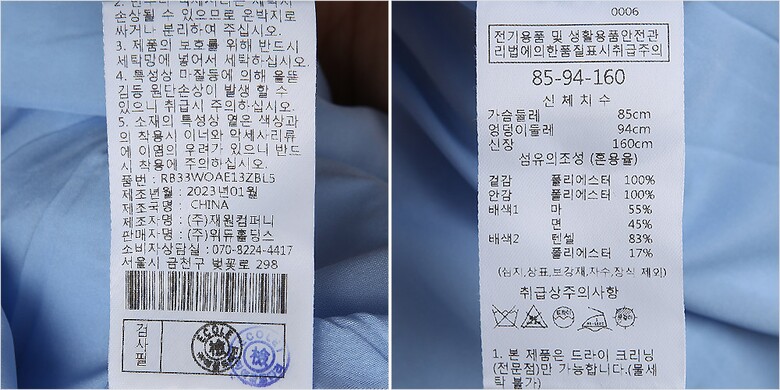 2. 단추나 악세사리는 세탁시
손상될 수 있으므로 은박지로
싸거나 분리하여 주십시오.
3. 제품의 보호를 위해 반드시
세탁망에 넣어서 세탁하십시오.
4. 특성상 마찰등에 의해 올뜯
김등 원단손상이 발생 할 수
있으니 취급시 주의하십시오.
5. 소재의 특성상 옅은 색상과
의 착용시 이너와 악세사리류
에 이염의 우려가 있으니 반드
시 착용에 주의하십시오.
품번 : RB33WOAE13ZBL5
제조년월 : 2023년01월
제조국명 : CHINA
제조자명 : (주)재원컴퍼니
판매자명 : (주)위듀홀딩스
소비자상담실 : 070-8224-4417
서울시 금천구 벚꽃로 298
검사필
ECOLE
檢
ECOLE
檢
0006
전기용품 및 생활용품안전관
리법에의한품질표시취급주의
85-94-160
신체치수
가슴둘레 85cm
엉덩이둘레 94cm
신장 160cm
섬유의조성 (혼용율)
겉감 폴리에스터 100%
안감 폴리에스터 100%
배색1 마 55%
면 45%
배색2 텐셀 83%
폴리에스터 17%
(심지,상표,보강재,자수,장식 제외)
취급상주의사항
1. 본 제품은 드라이 크리닝
(전문점)만 가능합니다.(물세
탁 불가)